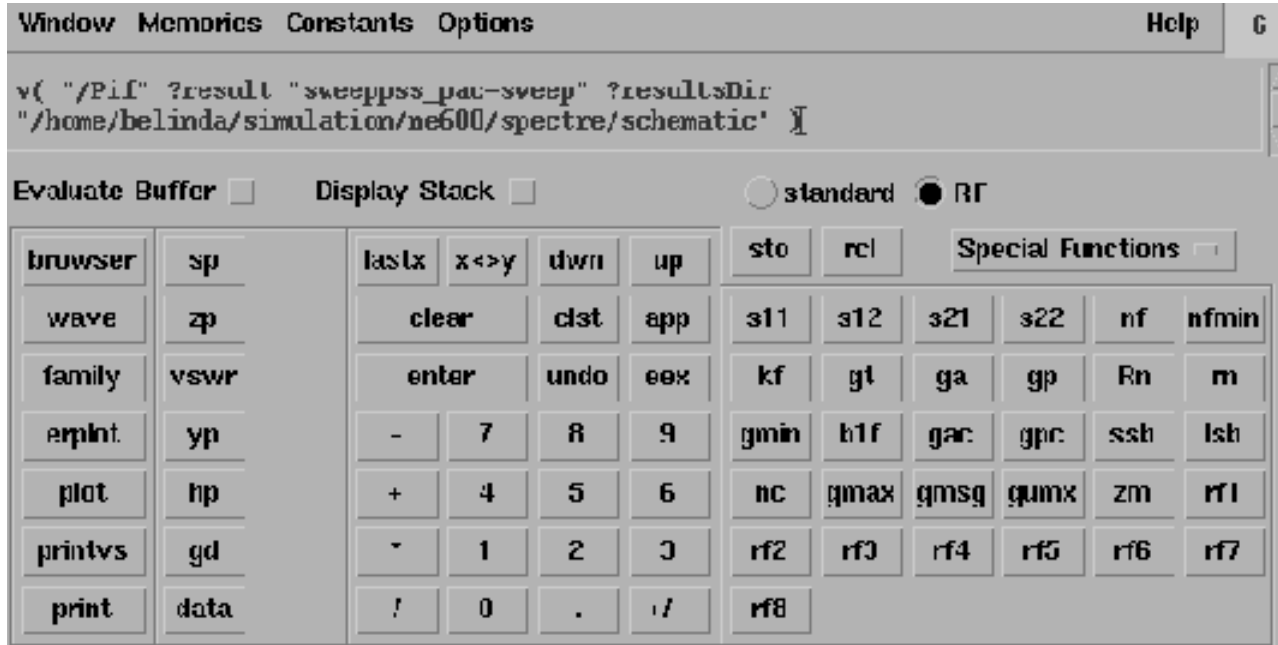 Window Memories Constants Options Help 6
v( "/Pif" ?result "sweeppss_pac-sweep" ?resultsDir
"/home/belinda/simulation/ne600/spectre/schematic" )
Evaluate Buffer Display Stack standard RF
browser sp lastx x<>y dwn up sto rcl Special Functions
wave zp clear clst app s11 s12 s21 s22 nf nfmin
family vswr enter undo eex kf gt ga gp Rn rn
erplot yp - 7 8 9 gmin b1f gac gpc ssb lsb
plot hp + 4 5 6 nc gmax gmsg gumx zm rf1
printvs gd * 1 2 3 rf2 rf3 rf4 rf5 rf6 rf7
print data / 0 . +/- rf8